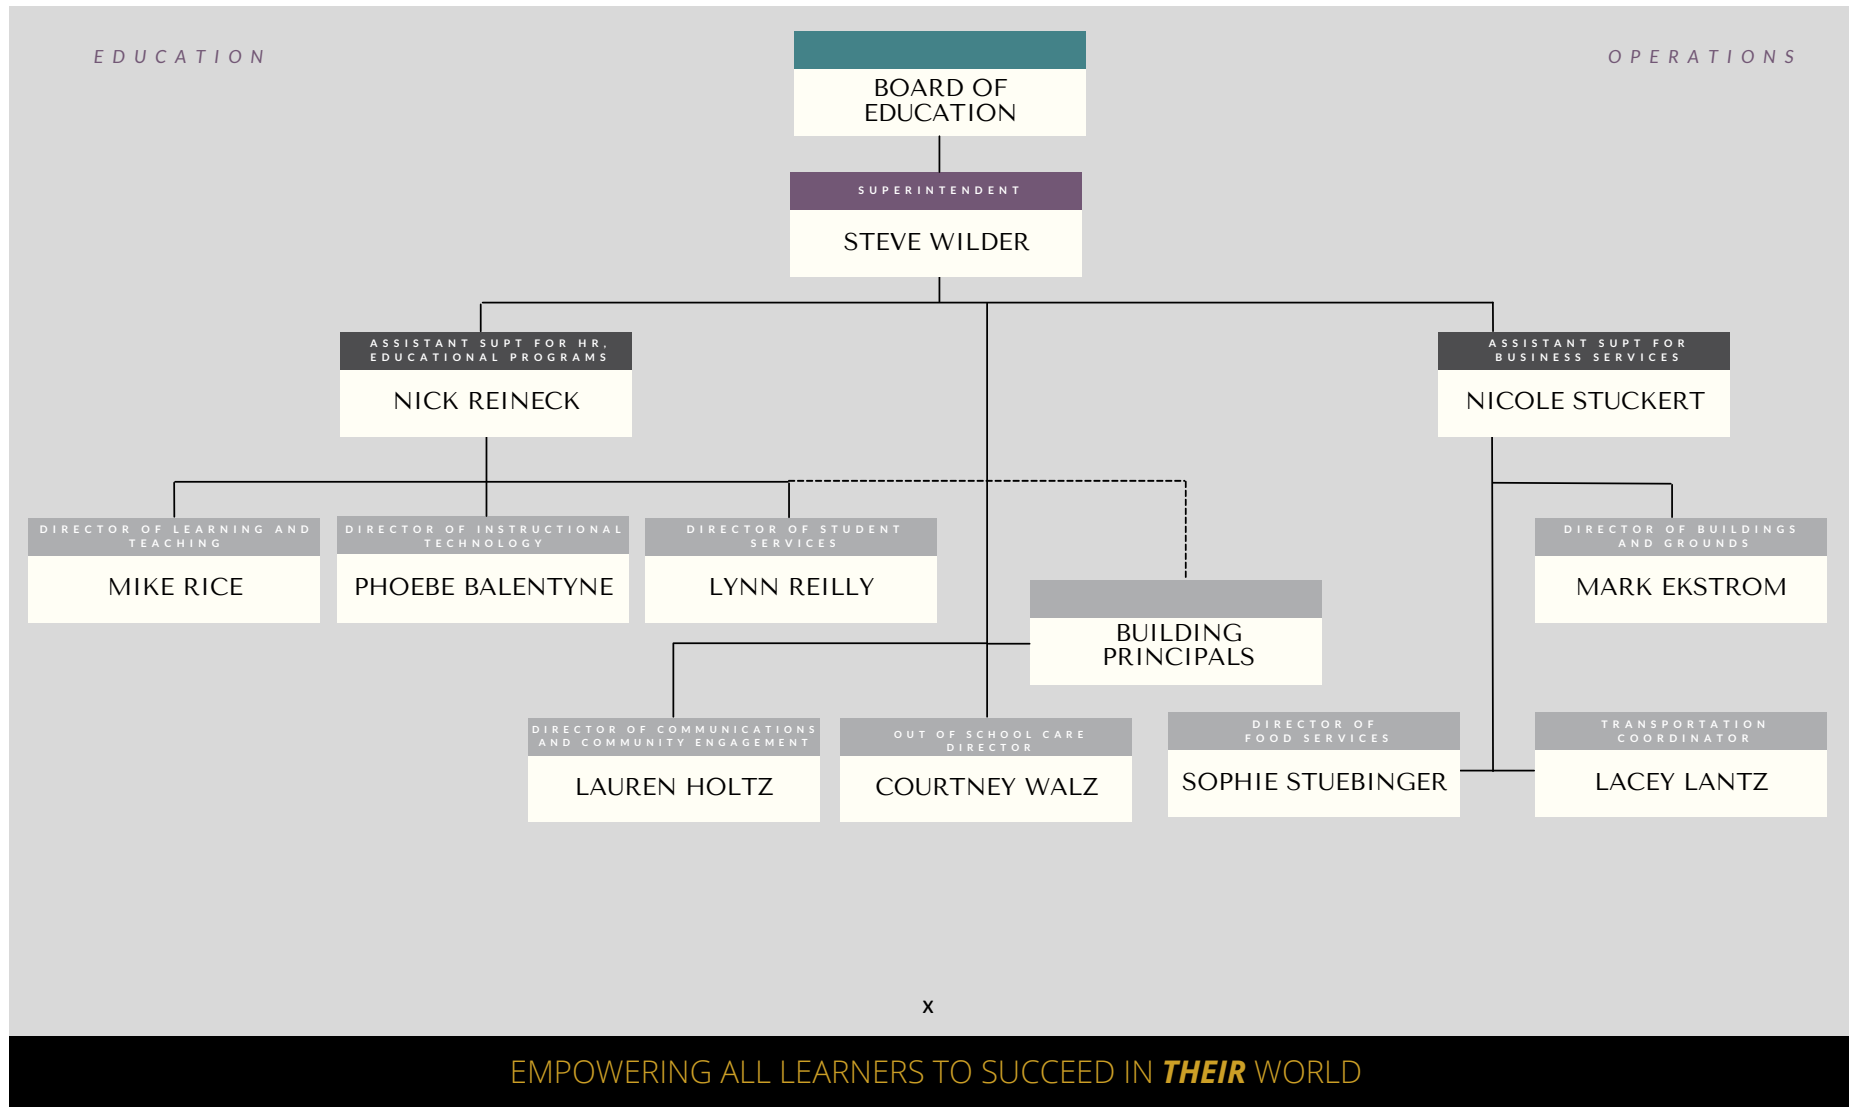 EDUCATION
OPERATIONS
BOARD OF
EDUCATION
SUPERINTENDENT
STEVE WILDER
ASSISTANT SUPT FOR HR,
EDUCATIONAL PROGRAMS
NICK REINECK
ASSISTANT SUPT FOR
BUSINESS SERVICES
NICOLE STUCKERT
DIRECTOR OF LEARNING AND
TEACHING
MIKE RICE
DIRECTOR OF INSTRUCTIONAL
TECHNOLOGY
PHOEBE BALENTYNE
DIRECTOR OF STUDENT
SERVICES
LYNN REILLY
DIRECTOR OF BUILDINGS
AND GROUNDS
MARK EKSTROM
BUILDING
PRINCIPALS
DIRECTOR OF COMMUNICATIONS
AND COMMUNITY ENGAGEMENT
LAUREN HOLTZ
OUT OF SCHOOL CARE
DIRECTOR
COURTNEY WALZ
DIRECTOR OF
FOOD SERVICES
SOPHIE STUEBINGER
TRANSPORTATION
COORDINATOR
LACEY LANTZ
X
EMPOWERING ALL LEARNERS TO SUCCEED IN THEIR WORLD